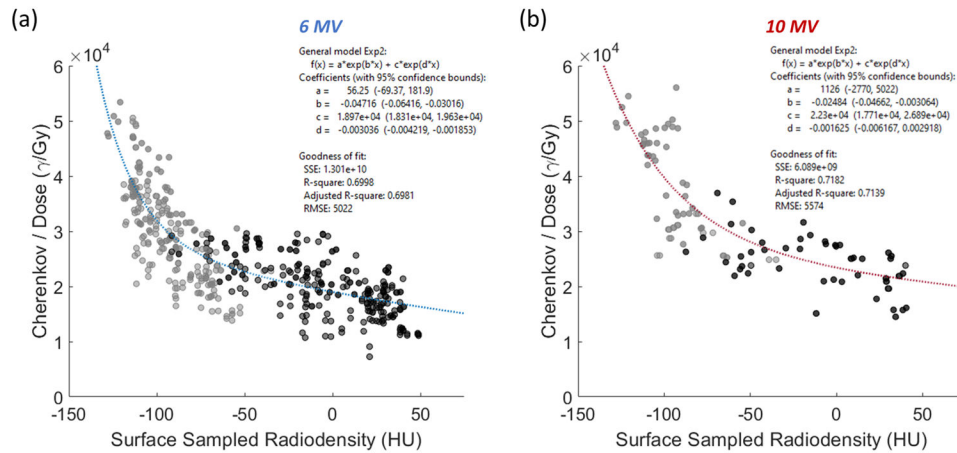 (a)
6 MV
×10⁴
6
5
4
3
2
1
0
-150
-100
-50
0
50
Cherenkov / Dose (γ/Gy)
Surface Sampled Radiodensity (HU)
General model Exp2:
f(x) = a*exp(b*x) + c*exp(d*x)
Coefficients (with 95% confidence bounds):
a = 56.25 (-69.37, 181.9)
b = -0.04716 (-0.06416, -0.03016)
c = 1.897e+04 (1.831e+04, 1.963e+04)
d = -0.003036 (-0.004219, -0.001853)
Goodness of fit:
SSE: 1.301e+10
R-square: 0.6998
Adjusted R-square: 0.6981
RMSE: 5022
(b)
10 MV
×10⁴
6
5
4
3
2
1
0
-150
-100
-50
0
50
Cherenkov / Dose (γ/Gy)
Surface Sampled Radiodensity (HU)
General model Exp2:
f(x) = a*exp(b*x) + c*exp(d*x)
Coefficients (with 95% confidence bounds):
a = 1126 (-2770, 5022)
b = -0.02484 (-0.04662, -0.003064)
c = 2.23e+04 (1.771e+04, 2.689e+04)
d = -0.001625 (-0.006167, 0.002918)
Goodness of fit:
SSE: 6.089e+09
R-square: 0.7182
Adjusted R-square: 0.7139
RMSE: 5574